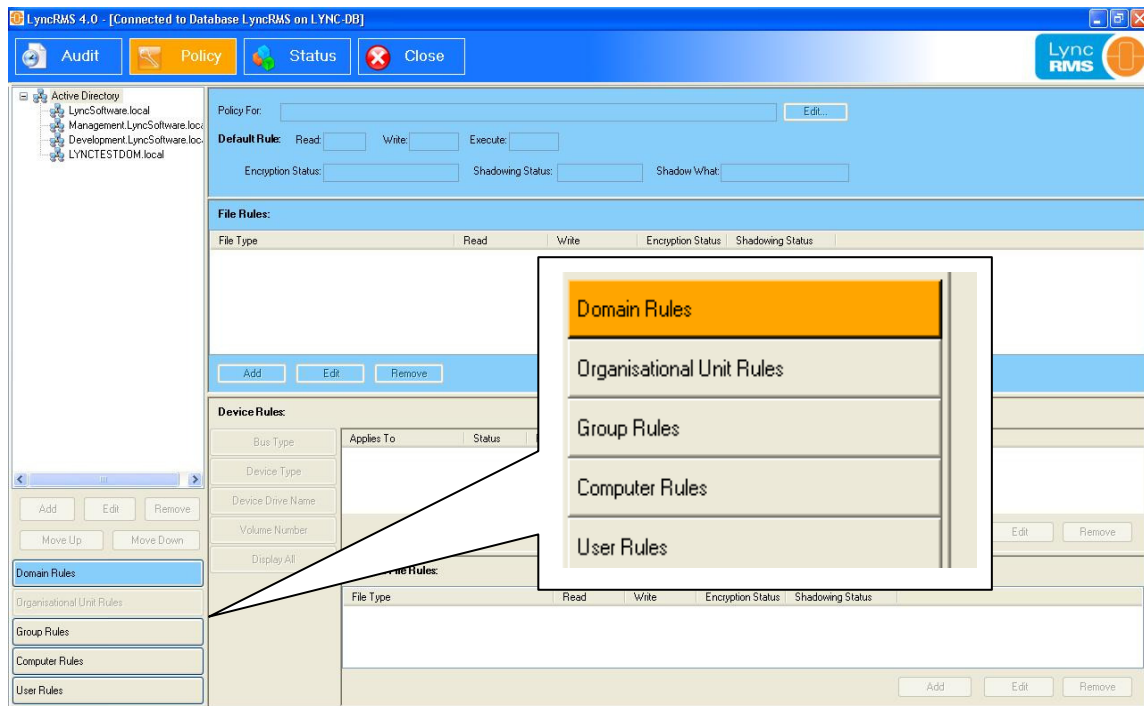 LyncRMS 4.0 - [Connected to Database LyncRMS on LYNC-DB]
Audit Policy Status Close
Lync
RMS
Active Directory
LyncSoftware.local
Management.LyncSoftware.loca
Development.LyncSoftware.loc
LYNCTESTDOM.local
Policy For: Edit...
Default Rule: Read: Write: Execute:
Encryption Status: Shadowing Status: Shadow What:
File Rules:
File Type Read Write Encryption Status Shadowing Status
Add Edit Remove
Device Rules:
Bus Type
Device Type
Device Drive Name
Volume Number
Display All
Applies To Status
Edit Remove
File Rules:
File Type Read Write Encryption Status Shadowing Status
Add Edit Remove
Add Edit Remove
Move Up Move Down
Domain Rules
Organisational Unit Rules
Group Rules
Computer Rules
User Rules
Domain Rules
Organisational Unit Rules
Group Rules
Computer Rules
User Rules